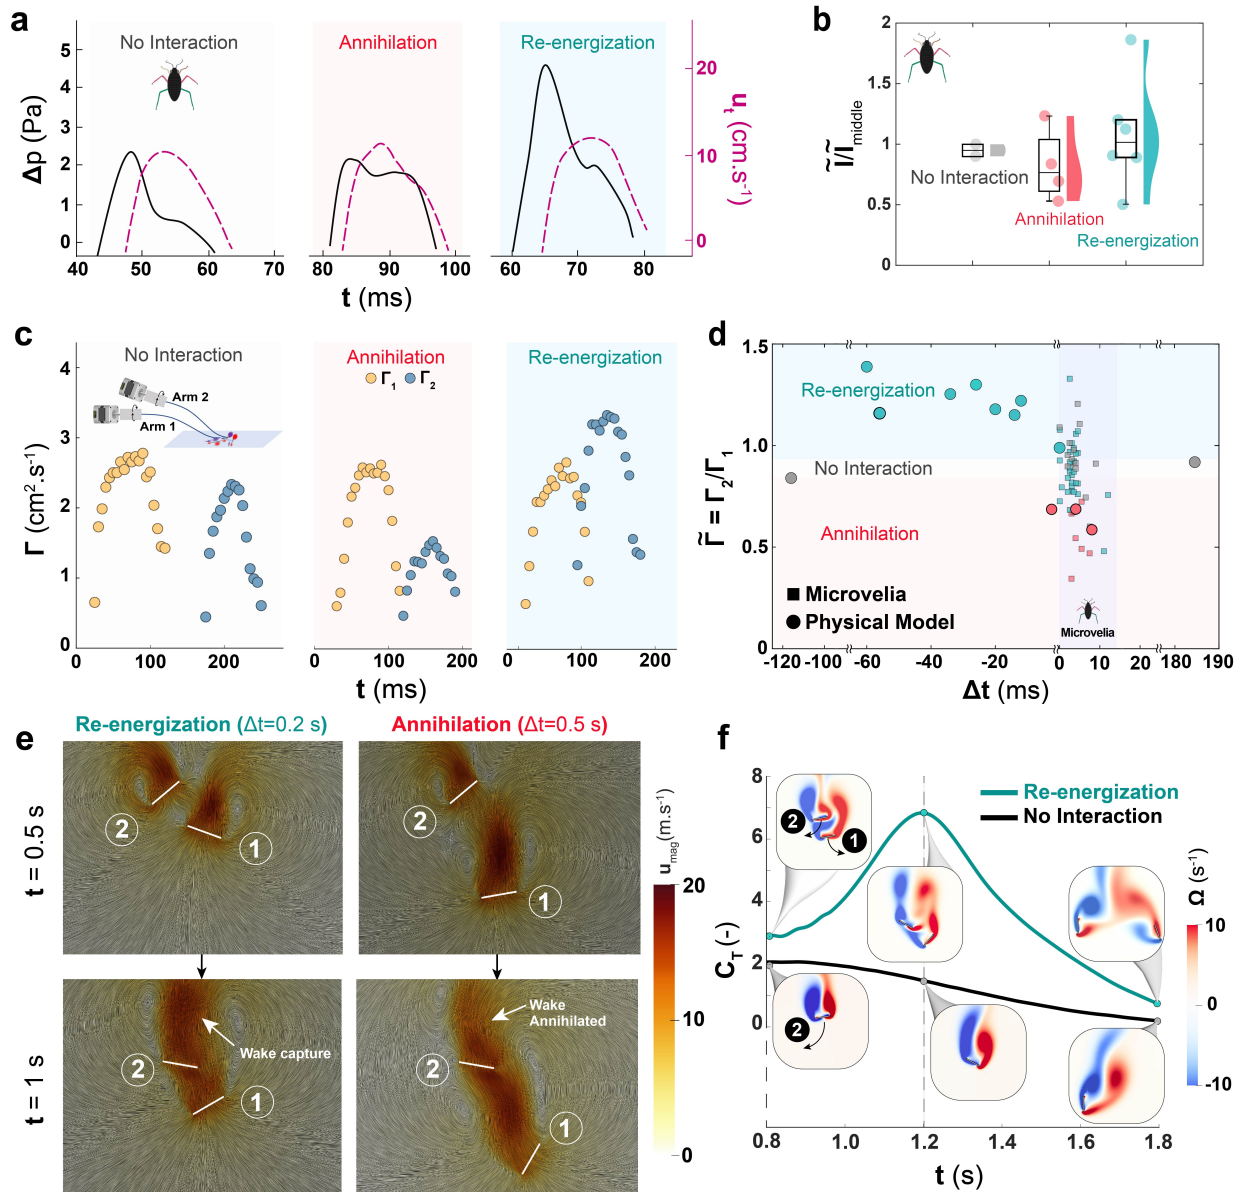 a
No Interaction
Annihilation
Re-energization
5
4
3
2
1
0
Δp (Pa)
20
10
0
u_t (cm.s⁻¹)
40 50 60 70
80 90 100
60 70 80
t (ms)
b
2
1.5
1
0.5
0
Ĩ/Ĩ_middle
No Interaction
Annihilation
Re-energization
c
No Interaction
Annihilation
Re-energization
Γ₁ Γ₂
Arm 2
Arm 1
4
3
2
1
0
Γ (cm².s⁻¹)
0 100 200
0 100 200
0 100 200
t (ms)
d
1.5
1.0
0.5
0
Γ̃ = Γ₂/Γ₁
Re-energization
No Interaction
Annihilation
Microvelia
Physical Model
Microvelia
-120 -100 -60 -40 -20 0 10 20 190
Δt (ms)
e
Re-energization (Δt=0.2 s)
Annihilation (Δt=0.5 s)
t = 0.5 s
2
1
2
1
t = 1 s
Wake capture
2
1
Wake
Annihilated
2
1
u_mag (m.s⁻¹)
20
10
0
f
8
6
4
2
0
C_T (-)
Re-energization
No Interaction
2
1
2
Ω (s⁻¹)
10
0
-10
0.8 1.0 1.2 1.4 1.6 1.8
t (s)